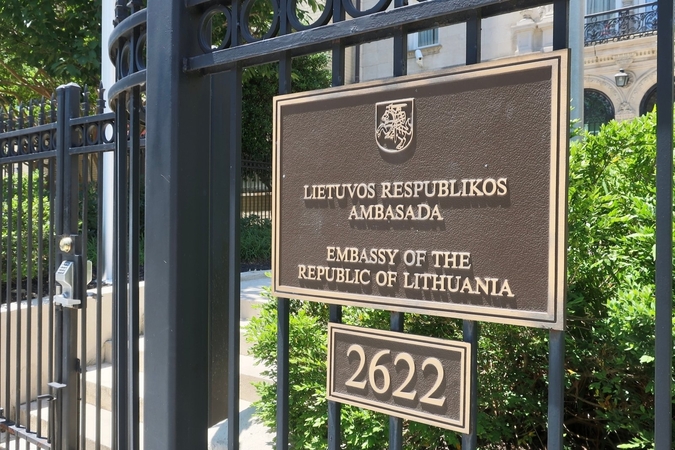 LIETUVOS RESPUBLIKOS
AMBASADA
EMBASSY OF THE
REPUBLIC OF LITHUANIA
2622